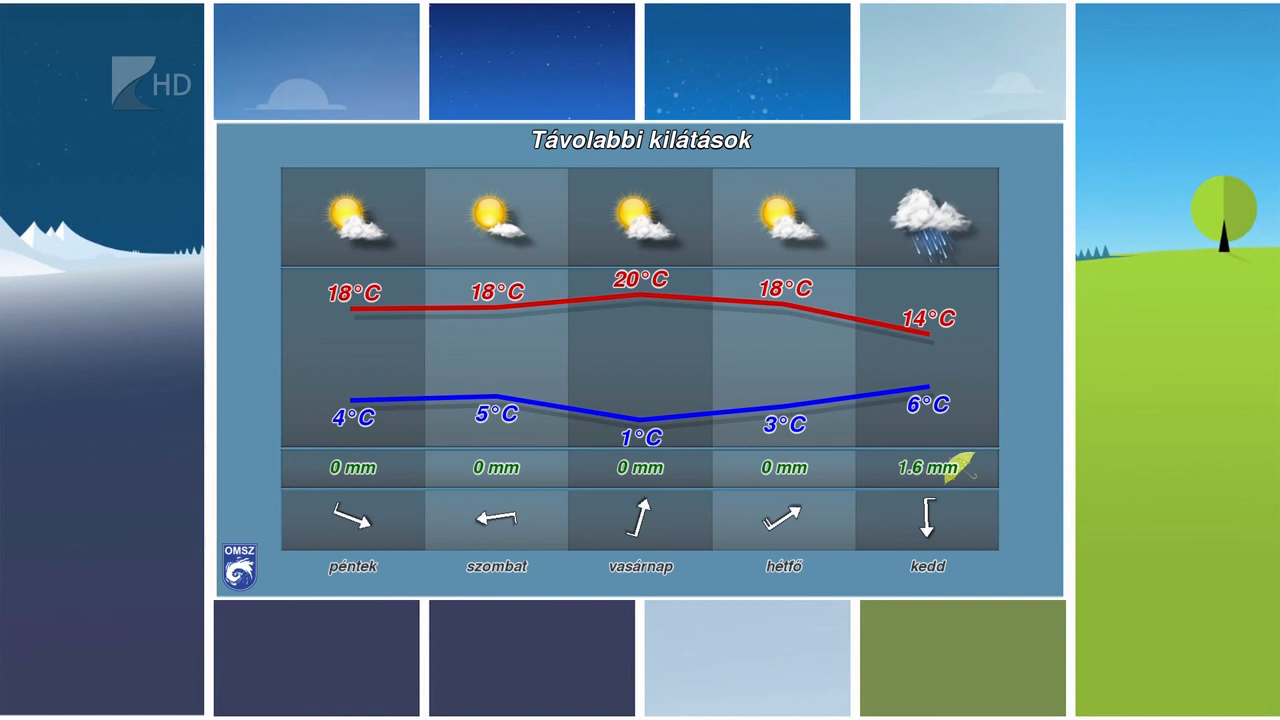 HD
Távolabbi kilátások
18°C 18°C 20°C 18°C 14°C
4°C 5°C 1°C 3°C 6°C
0 mm 0 mm 0 mm 0 mm 1.6 mm
OMSZ
péntek szombat vasárnap hétfő kedd